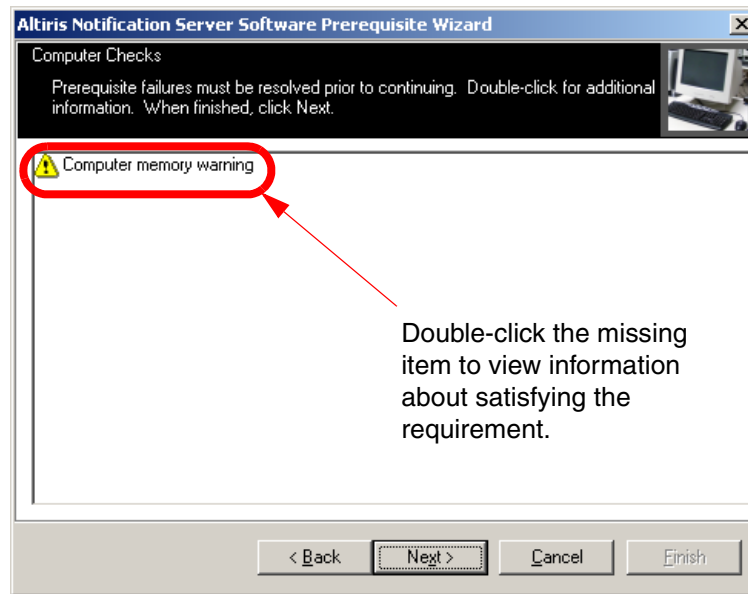 Altiris Notification Server Software Prerequisite Wizard
Computer Checks
Prerequisite failures must be resolved prior to continuing. Double-click for additional
information. When finished, click Next.
Computer memory warning
Double-click the missing
item to view information
about satisfying the
requirement.
< Back
Next >
Cancel
Finish